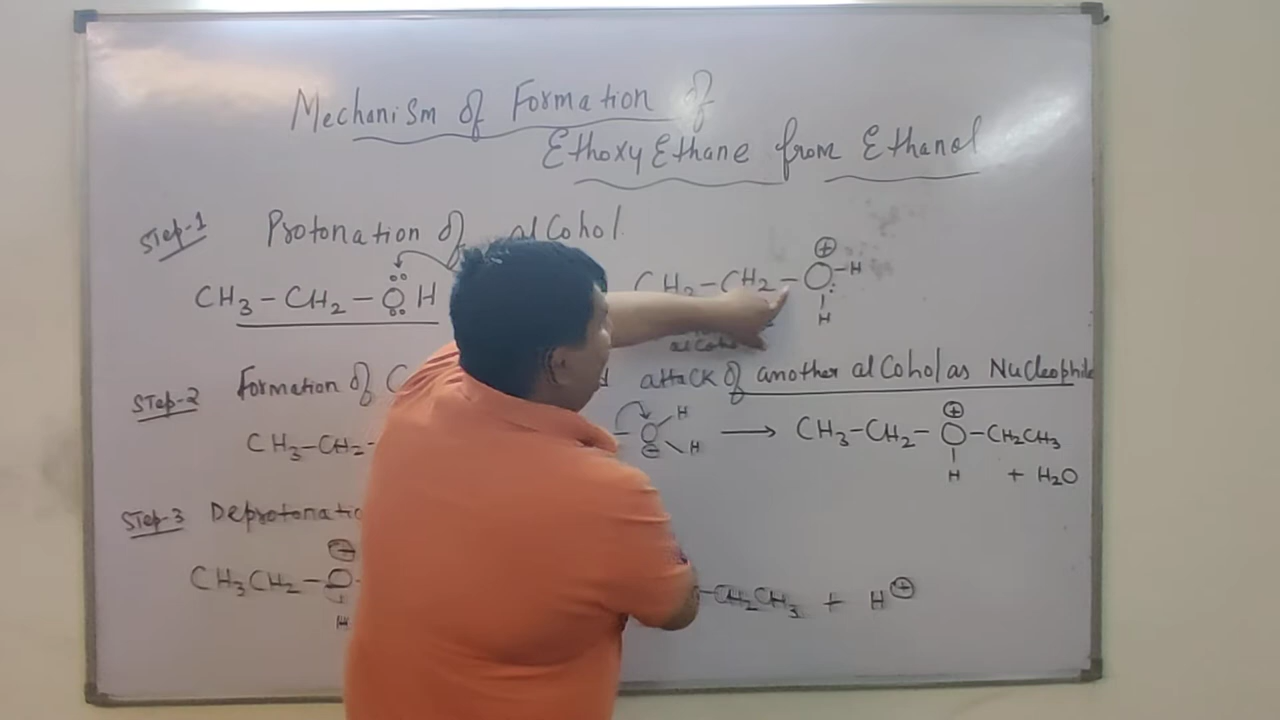 Mechanism of Formation of
Ethoxy Ethane from Ethanol
Step-1 Protonation of alcohol.
CH3-CH2-ÖH CH2-CH2-O-H
⊕
H
alcoho
Step-2 Formation of C attack of another alcohol as Nucleophile
CH3-CH2- O H H ⊖ → CH3-CH2-O-CH2CH3
⊕
H + H2O
Step-3 Deprotonatio
⊖
CH3CH2-O -CH2CH3 + H⊕
H